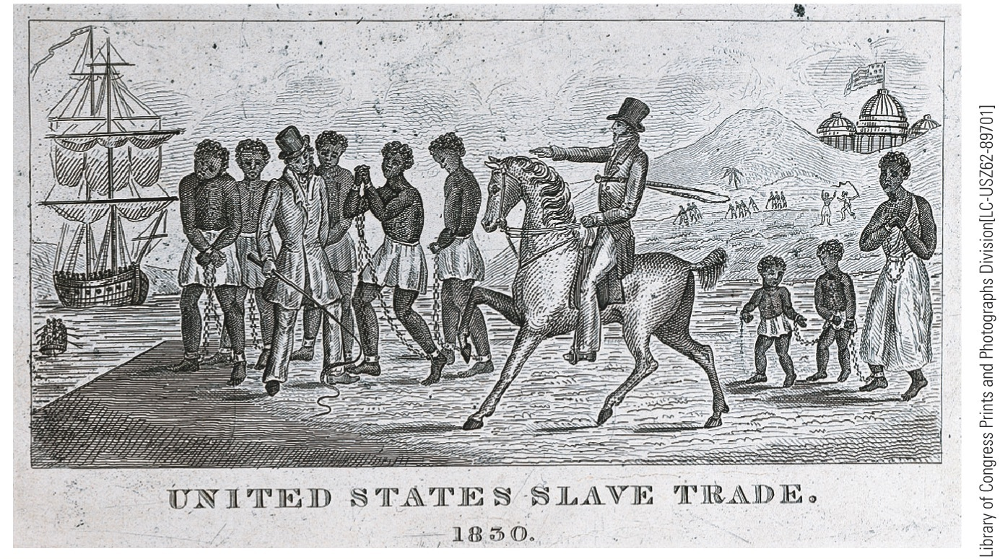 UNITED STATES SLAVE TRADE.
1830.
Library of Congress Prints and Photographs Division[LC-USZ62-89701]